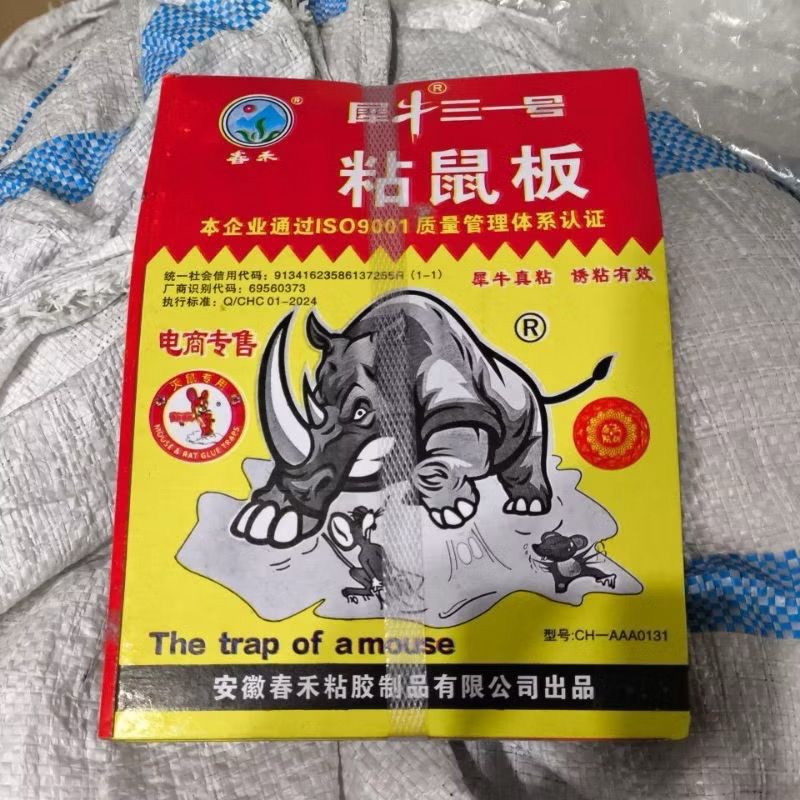 ®
犀牛三一号
®
春禾
粘鼠板
本企业通过ISO9001质量管理体系认证
统一社会信用代码：91341623586137255R（1-1）
厂商识别代码：69560373
执行标准：Q/CHC 01-2024
犀牛真粘 诱粘有效
®
电商专售
灭鼠专用
MOUSE & RAT GLUE TRAPS
The trap of a mouse
型号:CH-AAA0131
安徽春禾粘胶制品有限公司出品